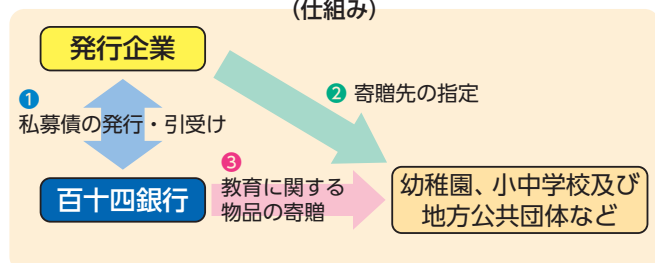 (仕組み)
発行企業
❶
私募債の発行・引受け
❷ 寄贈先の指定
❸
教育に関する
物品の寄贈
百十四銀行
幼稚園、小中学校及び
地方公共団体など